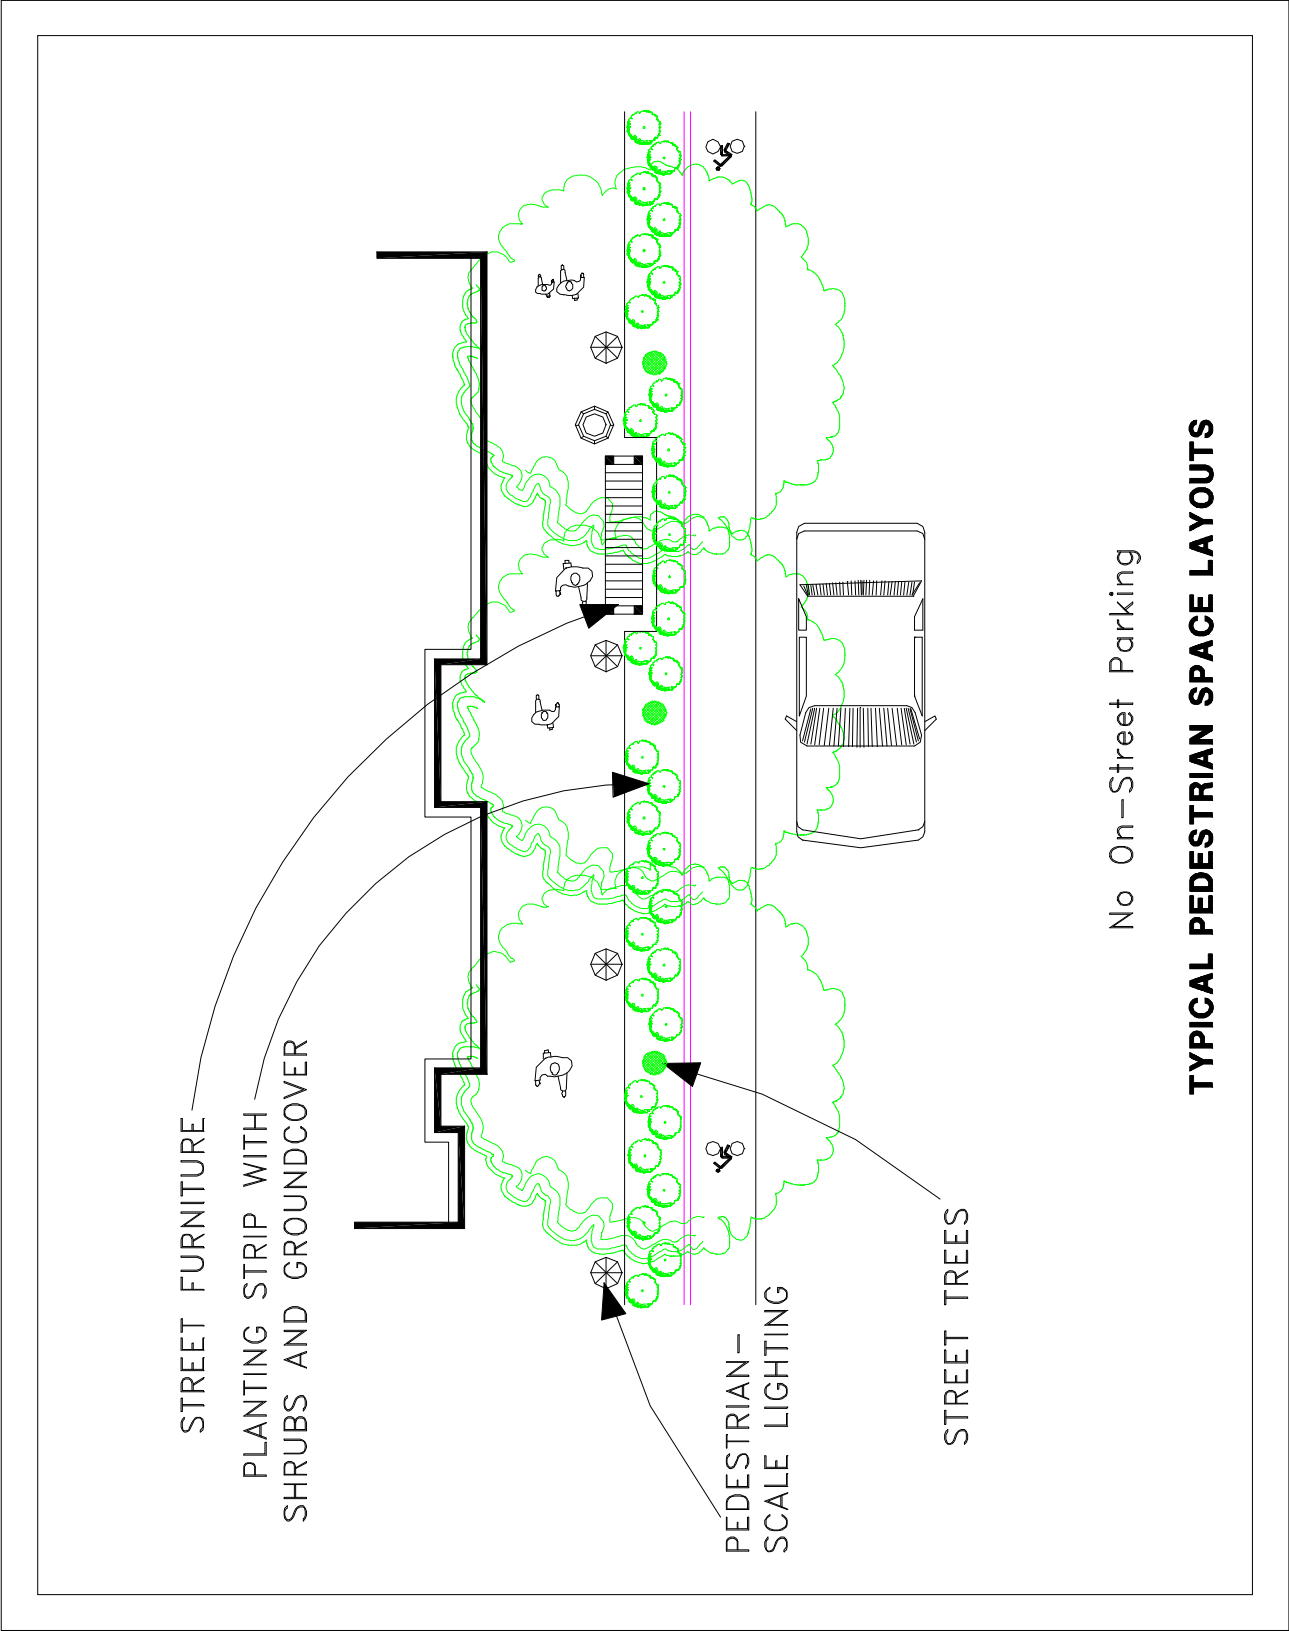 STREET FURNITURE
PLANTING STRIP WITH
SHRUBS AND GROUNDCOVER
PEDESTRIAN-
SCALE LIGHTING
STREET TREES
No On-Street Parking
TYPICAL PEDESTRIAN SPACE LAYOUTS